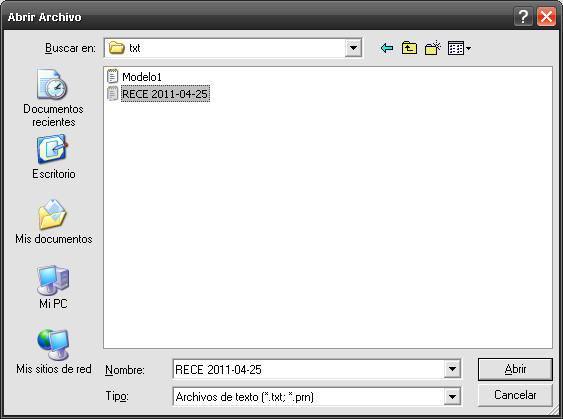 Abrir Archivo
?
Buscar en: txt
Modelo1
RECE 2011-04-25
Documentos
recientes
Escritorio
Mis documentos
Mi PC
Mis sitios de red
Nombre: RECE 2011-04-25 Abrir
Tipo: Archivos de texto (*.txt; *.prn) Cancelar